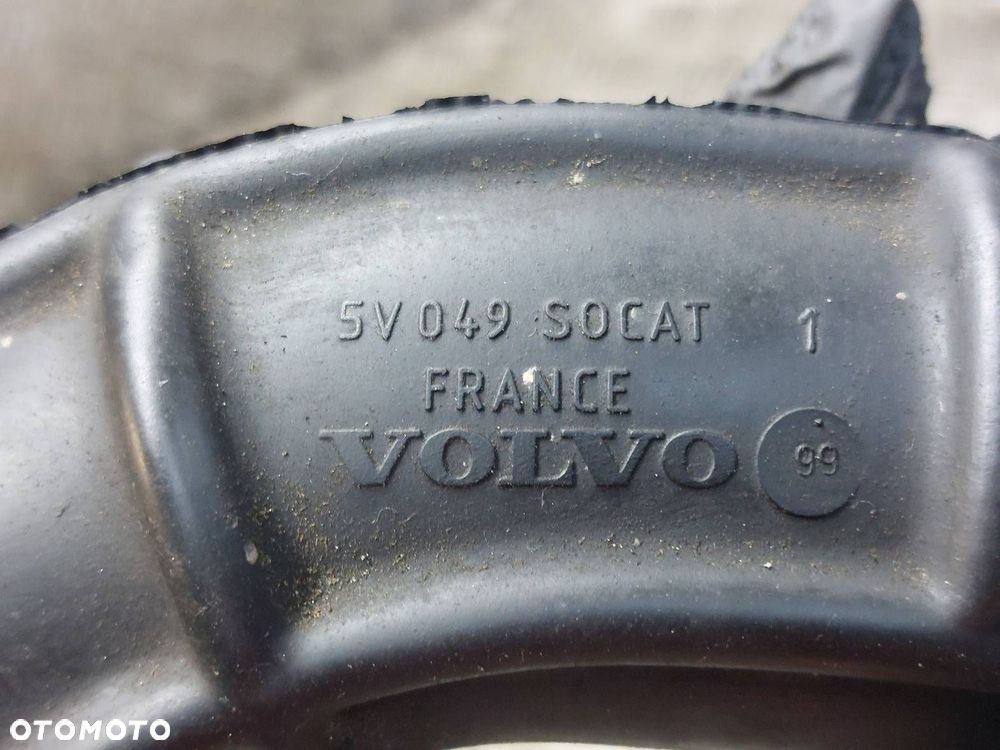 5V049 SOCAT 1
FRANCE
VOLVO 99
OTOMOTO